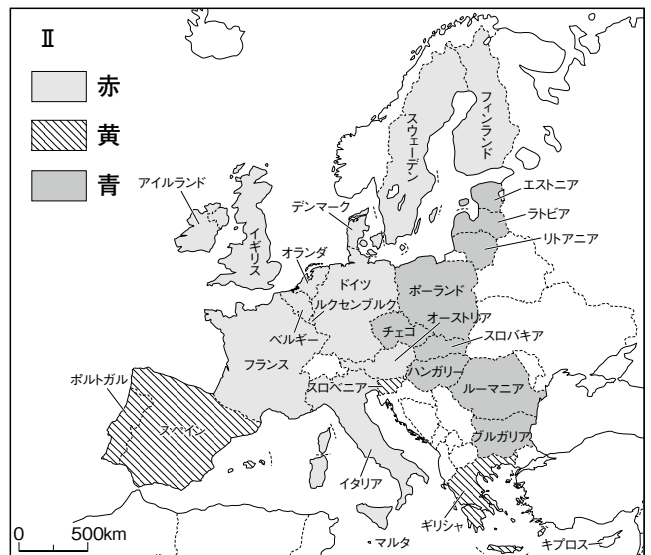 II
赤
黄
青
アイルランド
イギリス
デンマーク
オランダ
スウェーデン
フィンランド
エストニア
ラトビア
リトアニア
ドイツ
ルクセンブルク
ベルギー
フランス
ポーランド
チェコ
オーストリア
スロバキア
ハンガリー
スロベニア
ルーマニア
ブルガリア
ポルトガル
スペイン
イタリア
ギリシャ
マルタ
キプロス
0 500km